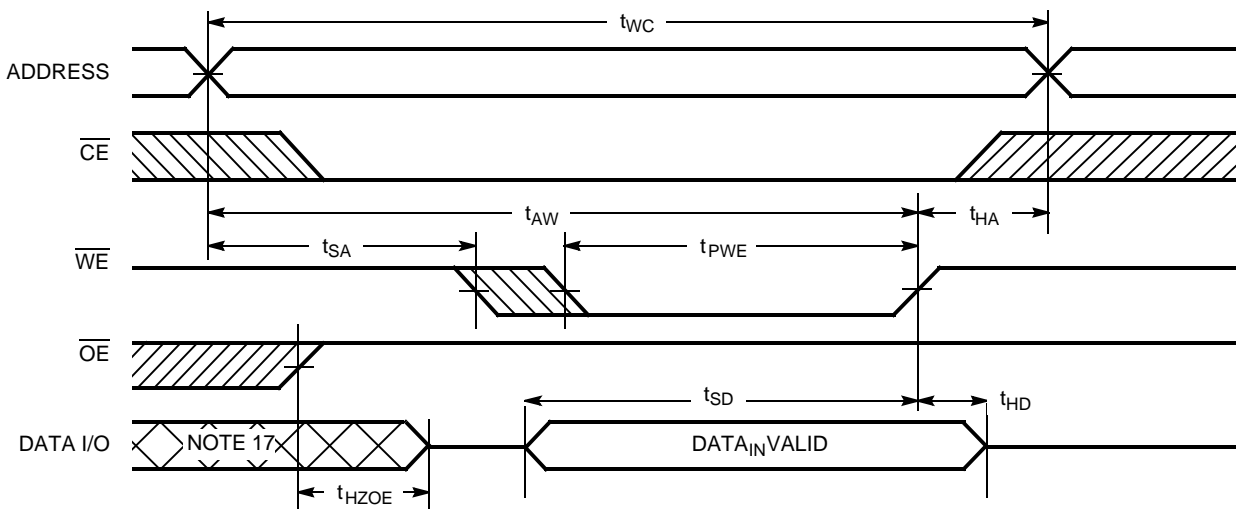 tWC
ADDRESS
CE
tAW
tHA
tSA
tPWE
WE
OE
tSD
tHD
DATA I/O
NOTE 17
DATAINVALID
tHZOE